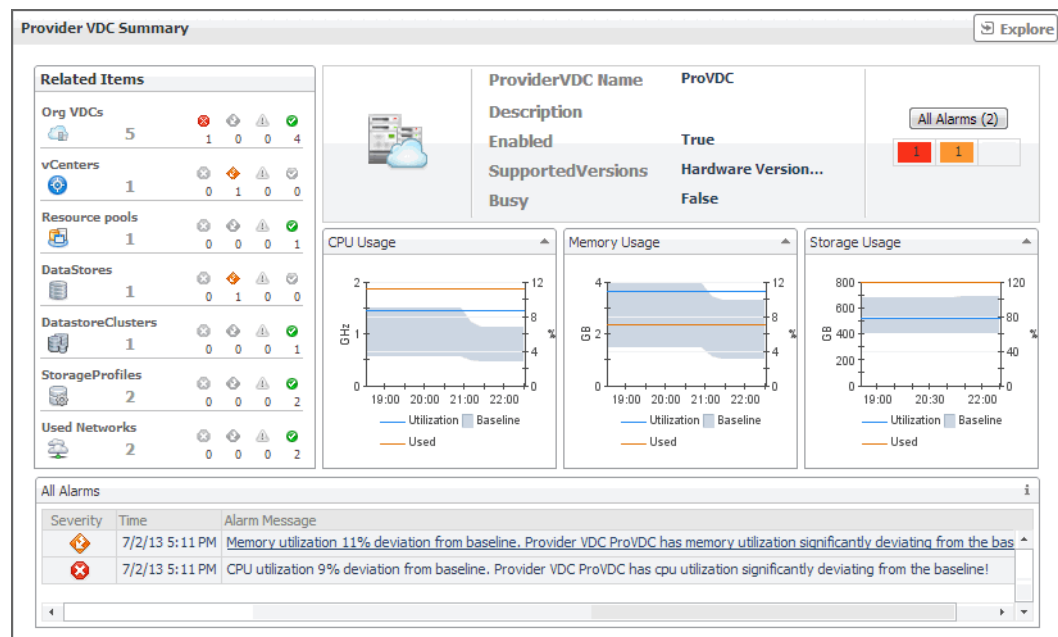 Provider VDC Summary
Explore
Related Items
Org VDCs
5
1 0 0 4
vCenters
1
0 1 0 0
Resource pools
1
0 0 0 1
DataStores
1
0 1 0 0
DatastoreClusters
1
0 0 0 1
StorageProfiles
2
0 0 0 2
Used Networks
2
0 0 0 2
ProviderVDC Name ProVDC
Description
Enabled True
SupportedVersions Hardware Version...
Busy False
All Alarms (2)
1 1
CPU Usage
2 12
8
1
4
0 0
GHz
%
19:00 20:00 21:00 22:00
Utilization Baseline
Used
Memory Usage
4 12
8
2
4
0 0
GB
%
19:00 20:00 21:00 22:00
Utilization Baseline
Used
Storage Usage
800 120
600
80
400
40
200
0 0
GB
%
19:00 20:30 22:00
Utilization Baseline
Used
All Alarms
i
Severity Time Alarm Message
7/2/13 5:11 PM Memory utilization 11% deviation from baseline. Provider VDC ProVDC has memory utilization significantly deviating from the bas
7/2/13 5:11 PM CPU utilization 9% deviation from baseline. Provider VDC ProVDC has cpu utilization significantly deviating from the baseline!